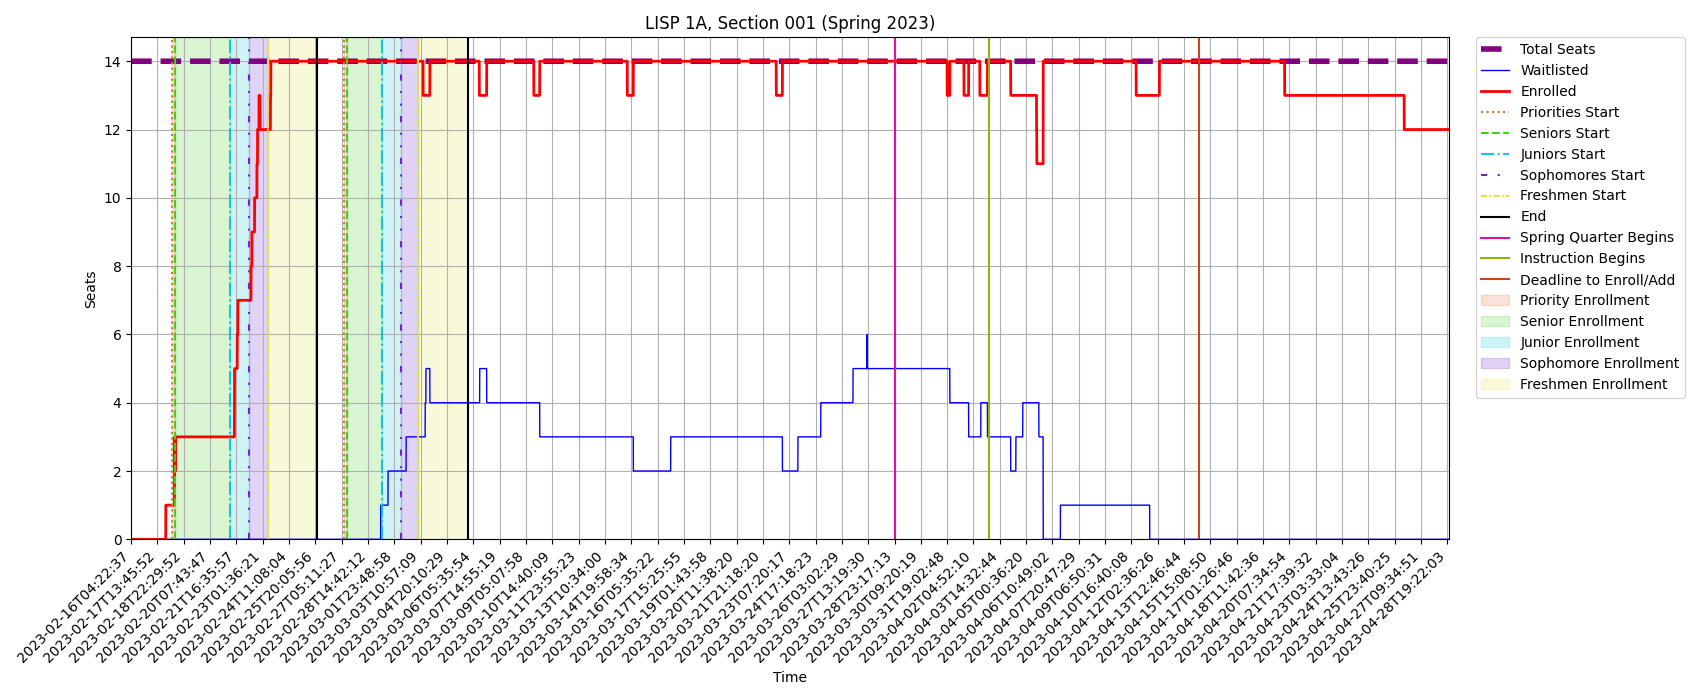 LISP 1A, Section 001 (Spring 2023)
Seats
14
12
10
8
6
4
2
0
2023-02-16T04:22:37
2023-02-17T13:45:52
2023-02-18T22:29:52
2023-02-20T07:43:47
2023-02-21T16:35:57
2023-02-23T01:36:21
2023-02-24T11:08:04
2023-02-25T20:05:56
2023-02-27T05:11:27
2023-02-28T14:42:12
2023-03-01T23:48:58
2023-03-03T10:57:09
2023-03-04T20:10:29
2023-03-06T05:35:54
2023-03-07T14:55:19
2023-03-09T05:07:58
2023-03-10T14:40:09
2023-03-11T23:55:23
2023-03-13T10:34:00
2023-03-14T19:58:34
2023-03-16T05:35:22
2023-03-17T15:25:55
2023-03-19T01:43:58
2023-03-20T11:38:20
2023-03-21T21:18:20
2023-03-23T07:20:17
2023-03-24T17:18:23
2023-03-26T03:02:29
2023-03-27T13:19:30
2023-03-28T23:17:13
2023-03-30T09:20:19
2023-03-31T19:02:48
2023-04-02T04:52:10
2023-04-03T14:32:44
2023-04-05T00:36:20
2023-04-06T10:49:02
2023-04-07T20:47:29
2023-04-09T06:50:31
2023-04-10T16:40:08
2023-04-12T02:36:26
2023-04-13T12:46:44
2023-04-15T15:08:50
2023-04-17T01:26:46
2023-04-18T11:42:36
2023-04-20T07:34:54
2023-04-21T17:39:32
2023-04-23T03:33:04
2023-04-24T13:43:26
2023-04-25T23:40:25
2023-04-27T09:34:51
2023-04-28T19:22:03
Time
Total Seats
Waitlisted
Enrolled
Priorities Start
Seniors Start
Juniors Start
Sophomores Start
Freshmen Start
End
Spring Quarter Begins
Instruction Begins
Deadline to Enroll/Add
Priority Enrollment
Senior Enrollment
Junior Enrollment
Sophomore Enrollment
Freshmen Enrollment